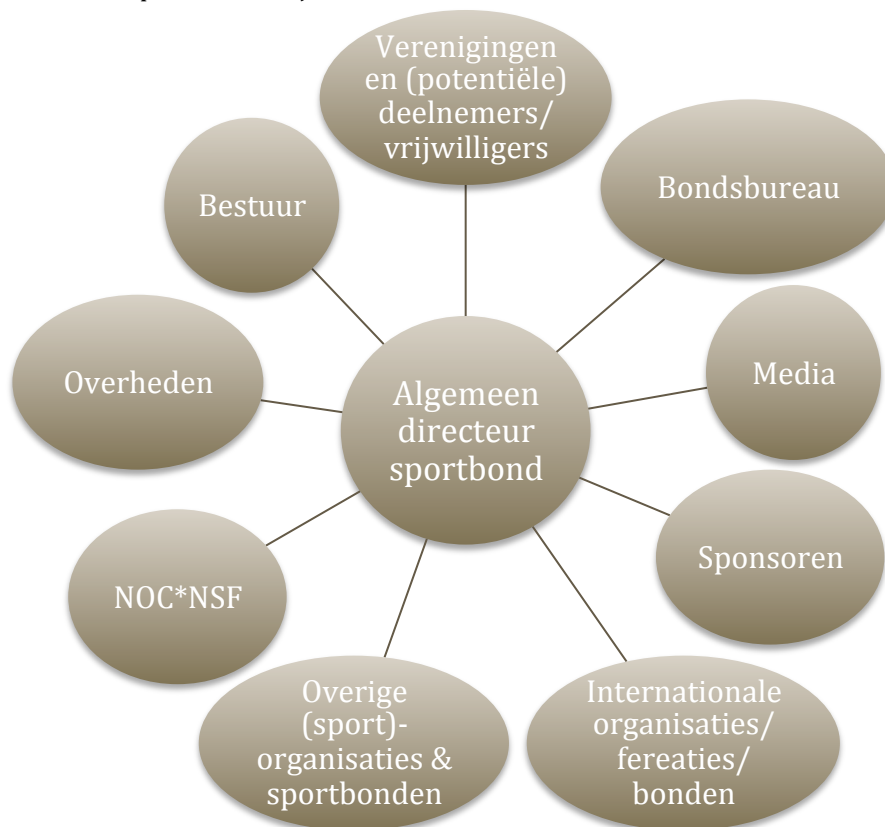 Verenigingen
en (potentiële)
deelnemers/
vrijwilligers
Bestuur
Bondsbureau
Overheden
Media
Algemeen
directeur
sportbond
Sponsoren
NOC*NSF
Overige
(sport)-
organisaties &
sportbonden
Internationale
organisaties/
fereaties/
bonden